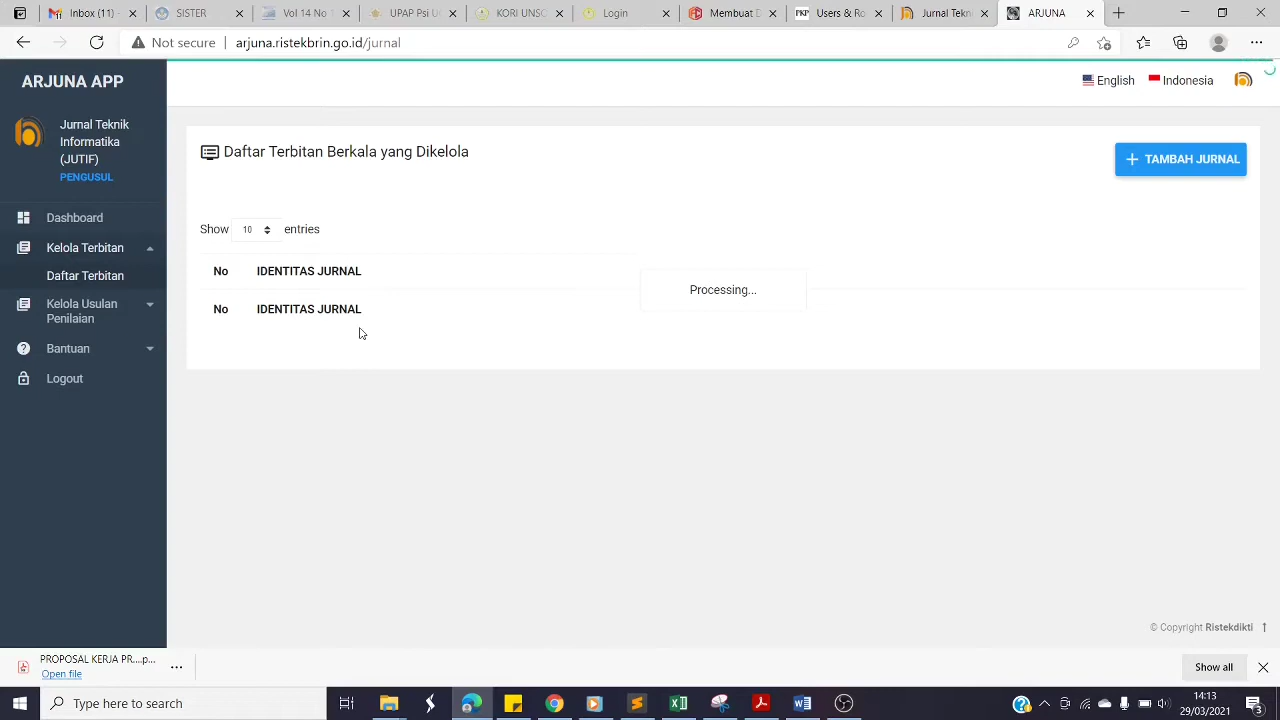 Inbox (11)
SISTER
Vol 14 No 1
UPAP Psi U
KORI UNSO
Login
Membuat D
Users & Ro
Jurnal Tekn
ARJUNA
Not secure
arjuna.ristekbrin.go.id/jurnal
ARJUNA APP
English
Indonesia
Jurnal Teknik
Informatika
(JUTIF)
PENGUSUL
Dashboard
Kelola Terbitan
Daftar Terbitan
Kelola Usulan
Penilaian
Bantuan
Logout
Daftar Terbitan Berkala yang Dikelola
+ TAMBAH JURNAL
Show 10 entries
No IDENTITAS JURNAL
Processing...
No IDENTITAS JURNAL
© Copyright Ristekdikti
PROPOSAL KERJA PR....p...
Open file
Show all
Type here to search
14:13
29/03/2021
3